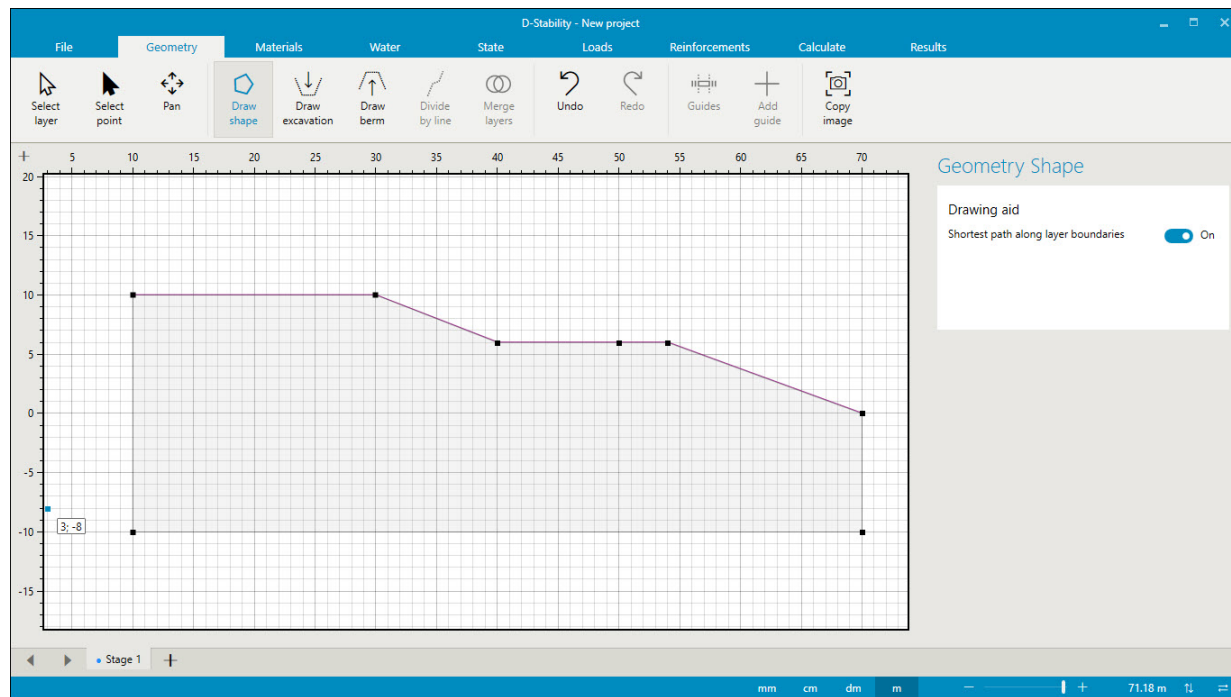 D-Stability - New project
File Geometry Materials Water State Loads Reinforcements Calculate Results
Select layer
Select point
Pan
Draw shape
Draw excavation
Draw berm
Divide by line
Merge layers
Undo
Redo
Guides
Add guide
Copy image
5 10 15 20 25 30 35 40 45 50 55 60 65 70
20
15
10
5
0
-5
-10
-15
3; -8
Geometry Shape
Drawing aid
Shortest path along layer boundaries On
Stage 1
mm cm dm m 71.18 m